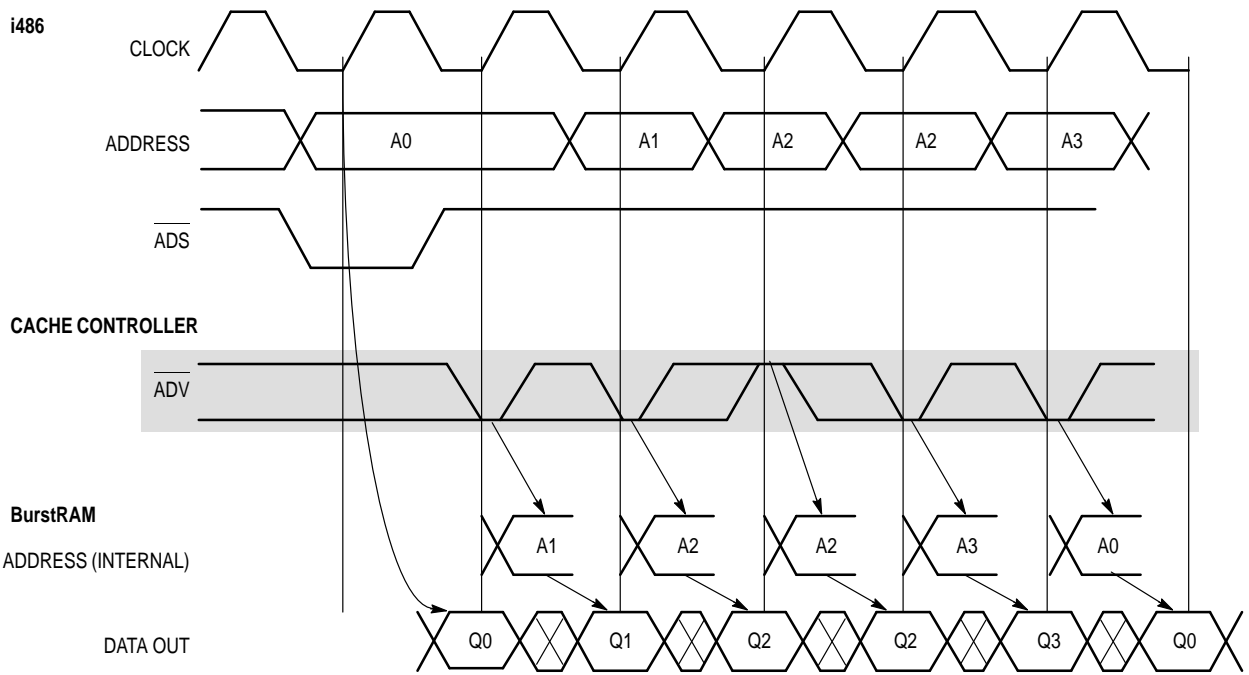 i486
CLOCK
ADDRESS
A0 A1 A2 A2 A3
ADS
CACHE CONTROLLER
ADV
BurstRAM
ADDRESS (INTERNAL)
A1 A2 A2 A3 A0
DATA OUT
Q0 Q1 Q2 Q2 Q3 Q0